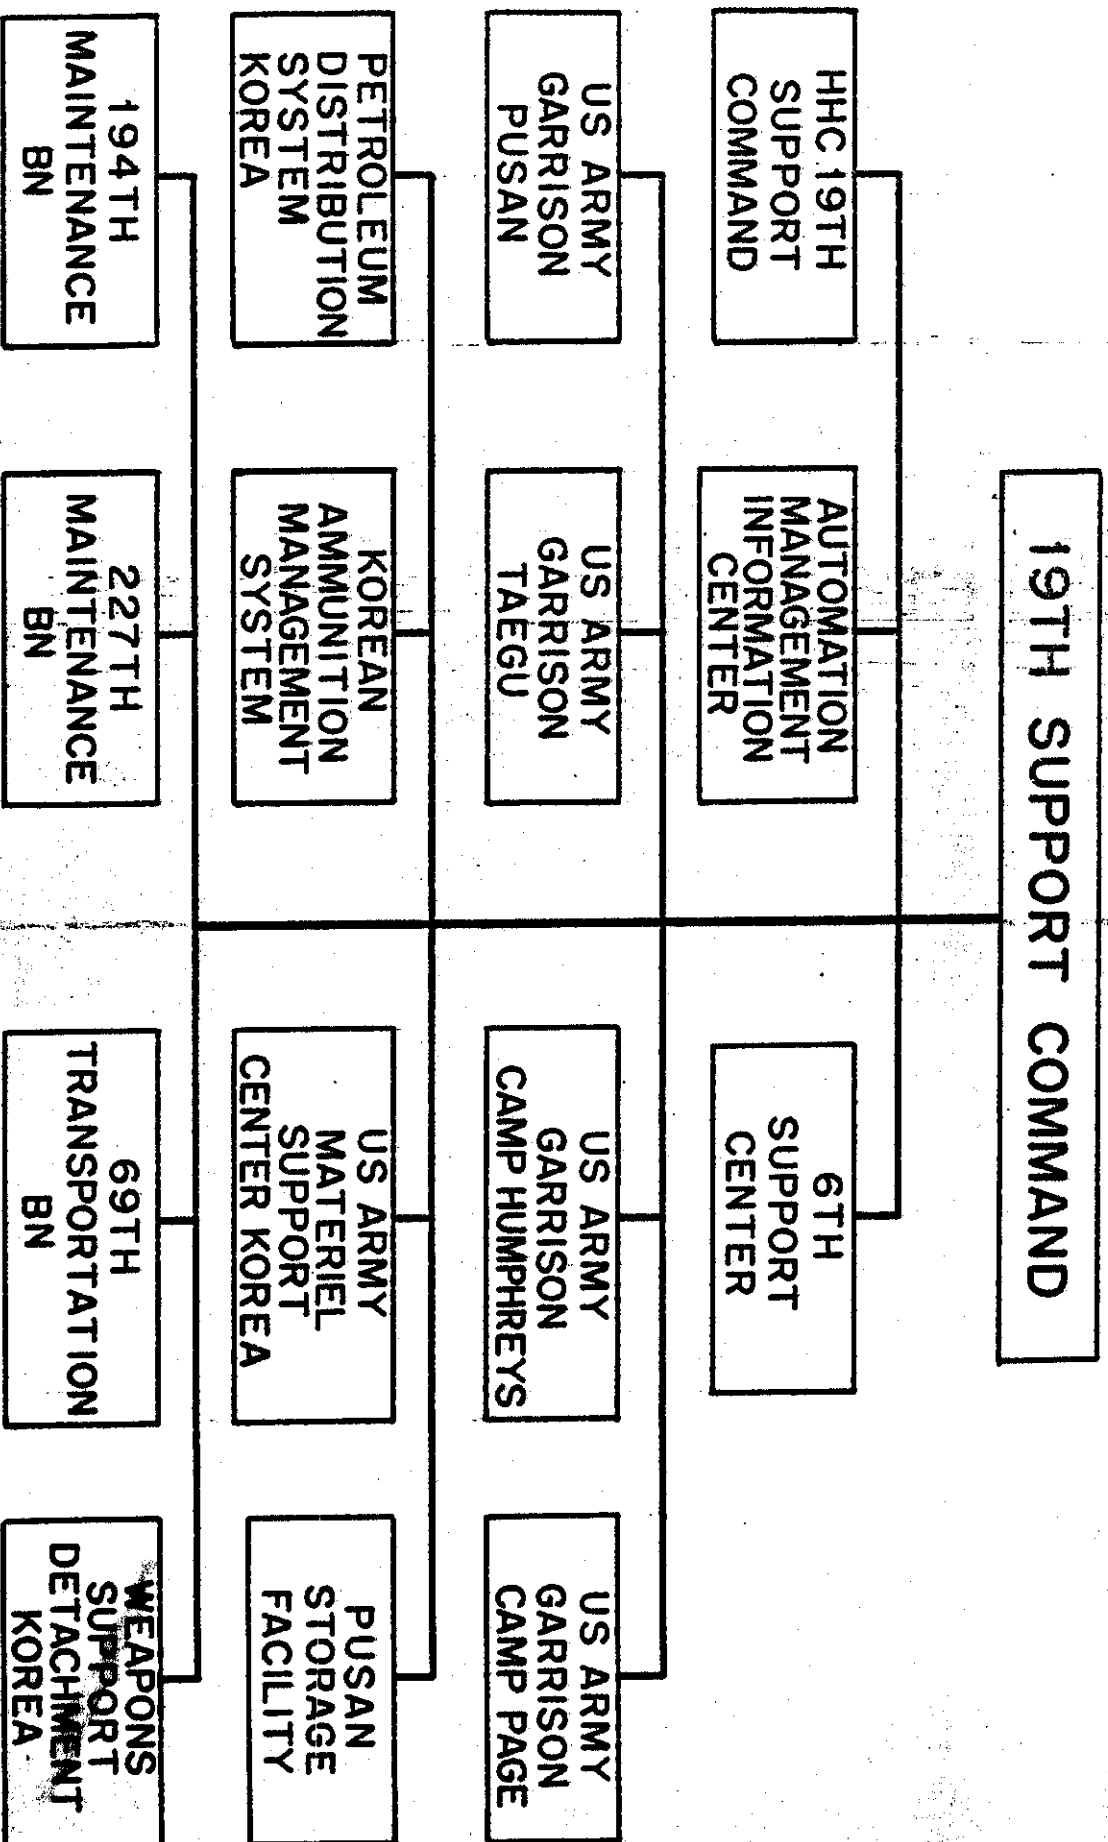 19TH SUPPORT COMMAND
HHC 19TH
SUPPORT
COMMAND
AUTOMATION
MANAGEMENT
INFORMATION
CENTER
6TH
SUPPORT
CENTER
US ARMY
GARRISON
PUSAN
US ARMY
GARRISON
TAEGU
US ARMY
GARRISON
CAMP HUMPHREYS
US ARMY
GARRISON
CAMP PAGE
PETROLEUM
DISTRIBUTION
SYSTEM
KOREA
KOREAN
AMMUNITION
MANAGEMENT
SYSTEM
US ARMY
MATERIEL
SUPPORT
CENTER KOREA
PUSAN
STORAGE
FACILITY
194TH
MAINTENANCE
BN
227TH
MAINTENANCE
BN
69TH
TRANSPORTATION
BN
WEAPONS
SUPPORT
DETACHMENT
KOREA